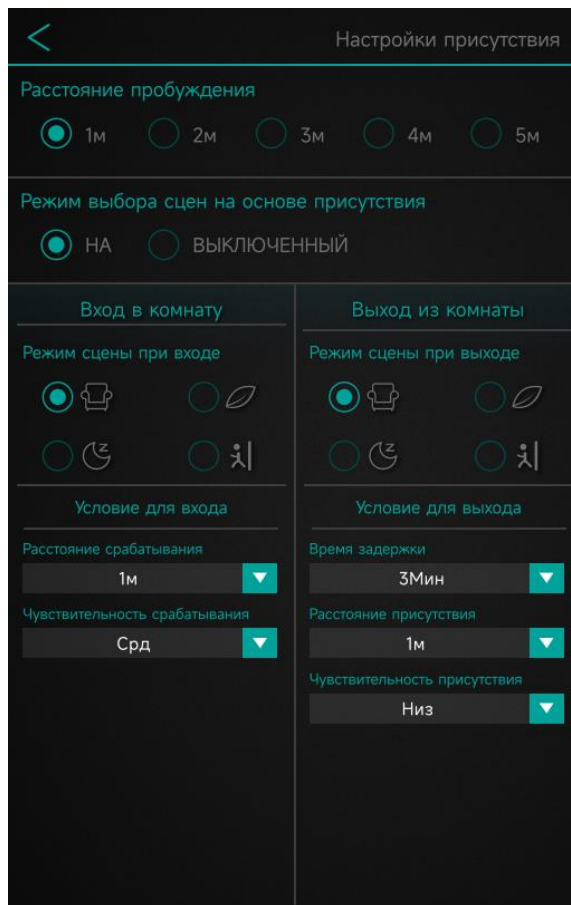 Настройки присутствия
Расстояние пробуждения
1м 2м 3м 4м 5м
Режим выбора сцен на основе присутствия
НА ВЫКЛЮЧЕННЫЙ
Вход в комнату
Режим сцены при входе
Условие для входа
Расстояние срабатывания
1м
Чувствительность срабатывания
Срд
Выход из комнаты
Режим сцены при выходе
Условие для выхода
Время задержки
3Мин
Расстояние присутствия
1м
Чувствительность присутствия
Низ